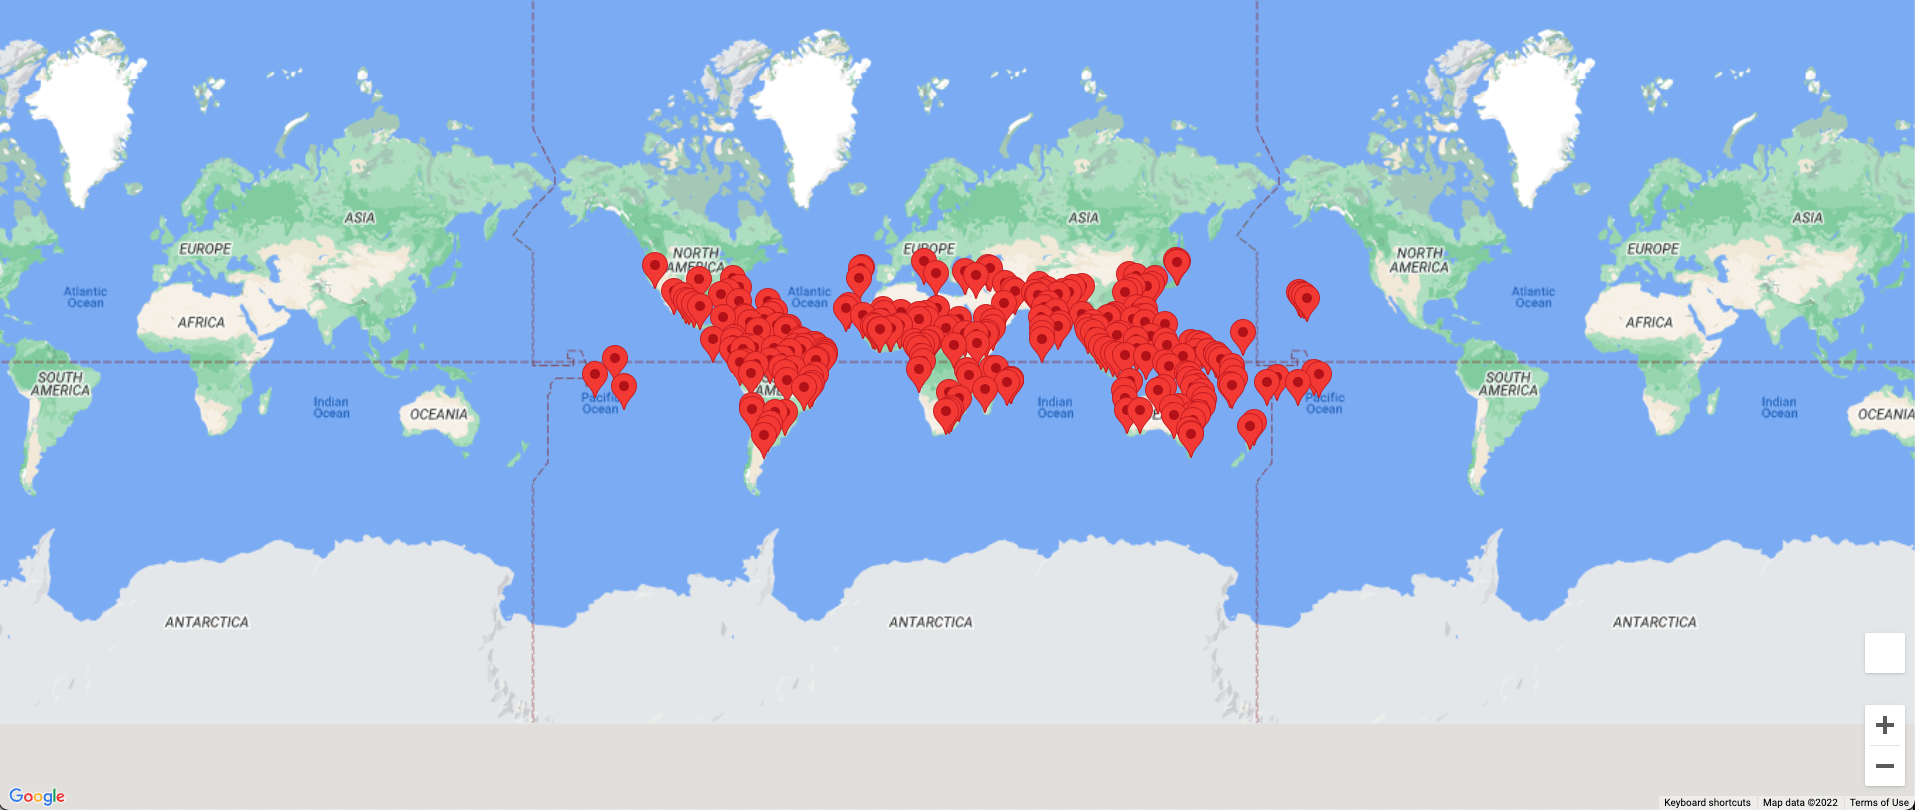 ASIA
ASIA
ASIA
EUROPE
NORTH
AMERICA
EUROPE
NORTH
AMERICA
EUROPE
Atlantic
Ocean
Atlantic
Ocean
Atlantic
Ocean
AFRICA
AFRICA
SOUTH
AMERICA
SOUTH
AMERICA
Indian
Ocean
OCEANIA
Pacific
Ocean
Indian
Ocean
Pacific
Ocean
Indian
Ocean
OCEANIA
ANTARCTICA
ANTARCTICA
ANTARCTICA
Google
Keyboard shortcuts
Map data ©2022
Terms of Use